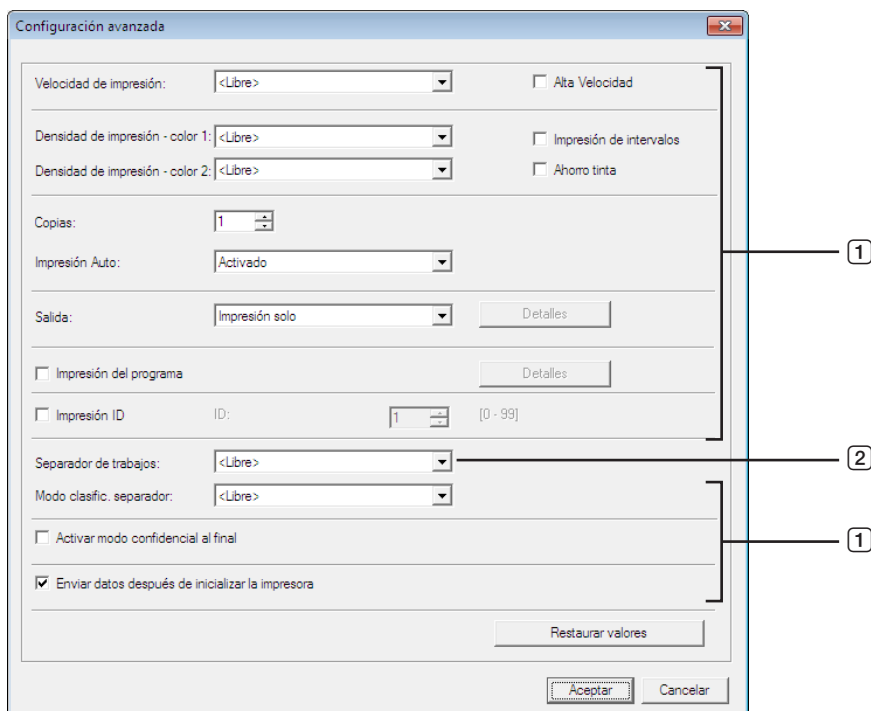 Configuración avanzada
Velocidad de impresión: <Libre> Alta Velocidad
Densidad de impresión - color 1: <Libre> Impresión de intervalos
Densidad de impresión - color 2: <Libre> Ahorro tinta
Copias: 1
1
Impresión Auto: Activado
Salida: Impresión solo Detalles
Impresión del programa Detalles
Impresión ID ID: 1 [0 - 99]
Separador de trabajos: <Libre> 2
Modo clasific. separador: <Libre>
Activar modo confidencial al final 1
Enviar datos después de inicializar la impresora
Restaurar valores
Aceptar Cancelar